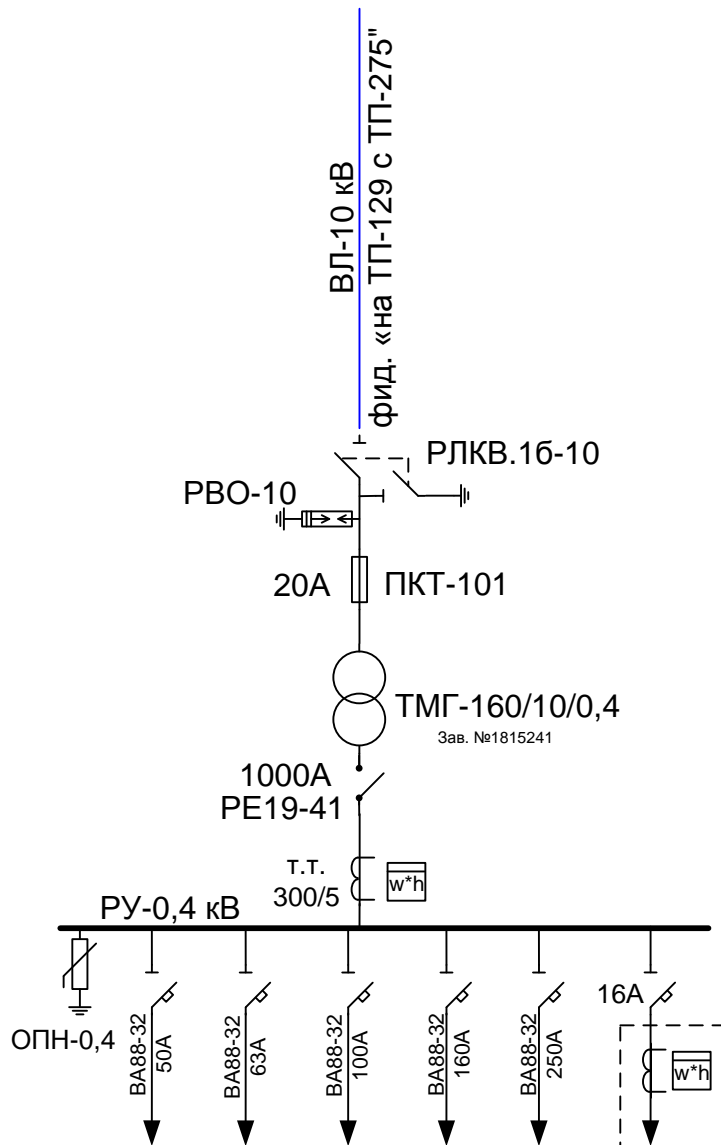 ВЛ-10 кВ
фид. «на ТП-129 с ТП-275"
РЛКВ.1б-10
РВО-10
20А
ПКТ-101
ТМГ-160/10/0,4
Зав. №1815241
1000А
РЕ19-41
т.т.
300/5
w*h
РУ-0,4 кВ
ОПН-0,4
ВА88-32
50А
ВА88-32
63А
ВА88-32
100А
ВА88-32
160А
ВА88-32
250А
16А
w*h